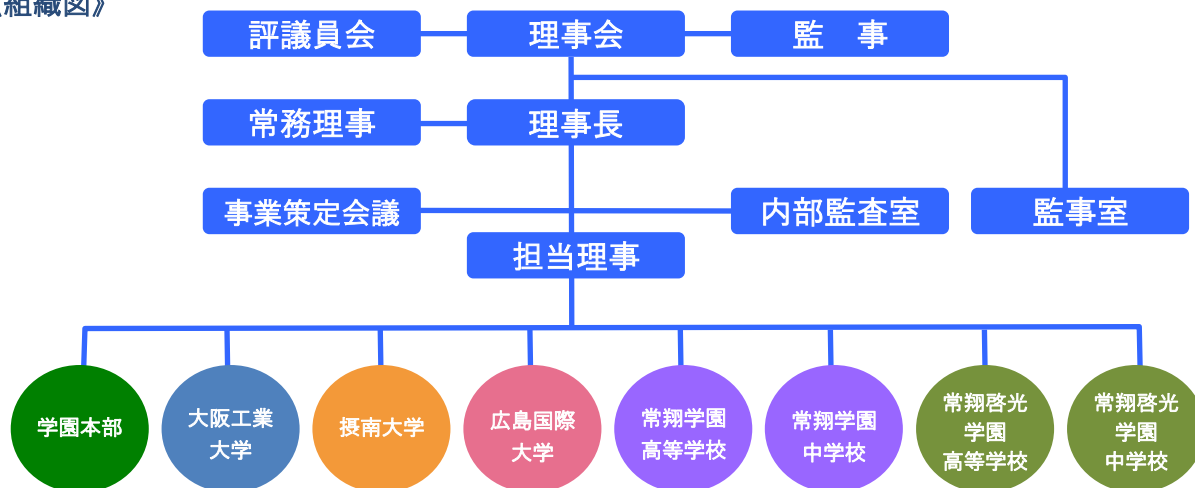 組織図》
評議員会
理事会
監　事
常務理事
理事長
事業策定会議
内部監査室
監事室
担当理事
学園本部
大阪工業
大学
摂南大学
広島国際
大学
常翔学園
高等学校
常翔学園
中学校
常翔啓光
学園
高等学校
常翔啓光
学園
中学校